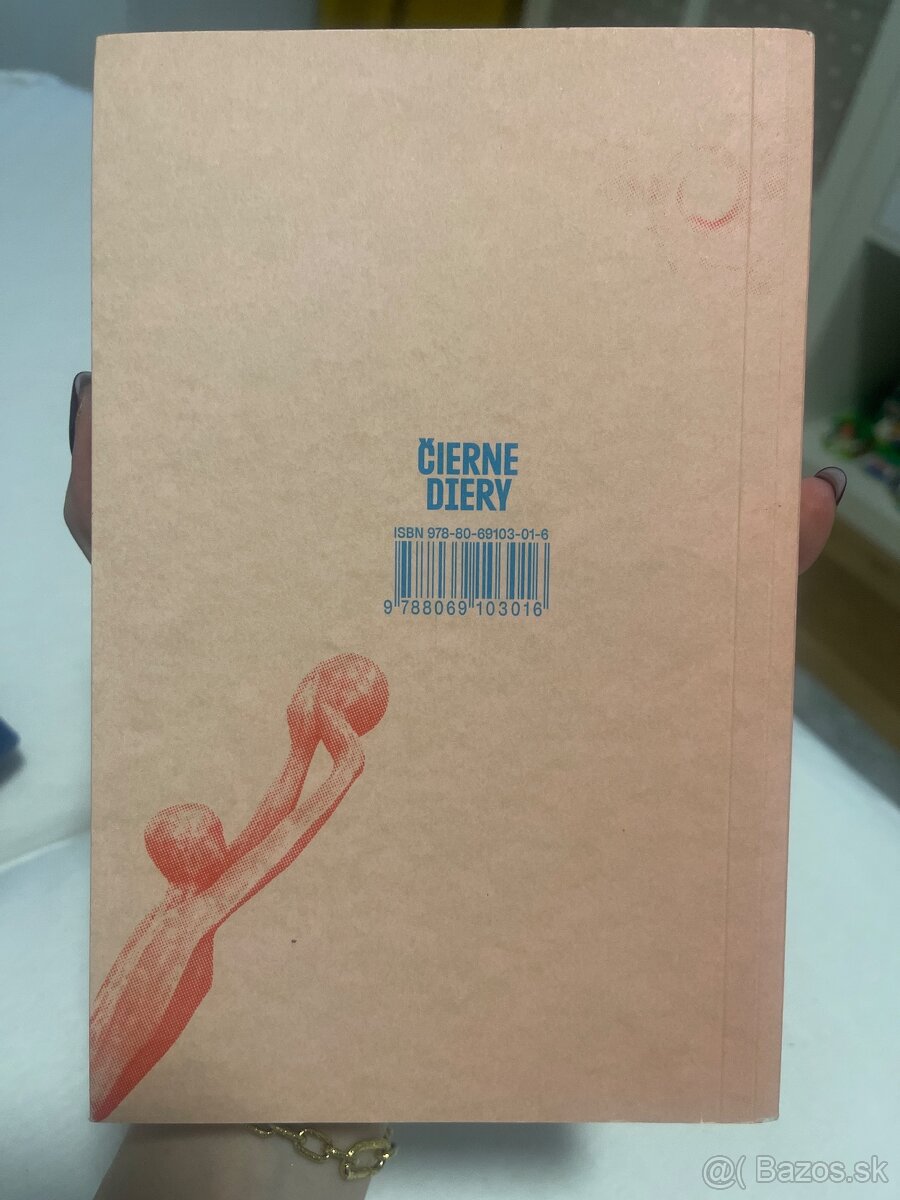 ČIERNE
DIERY
ISBN 978-80-69103-01-6
9 788069 103016
@( Bazos.sk